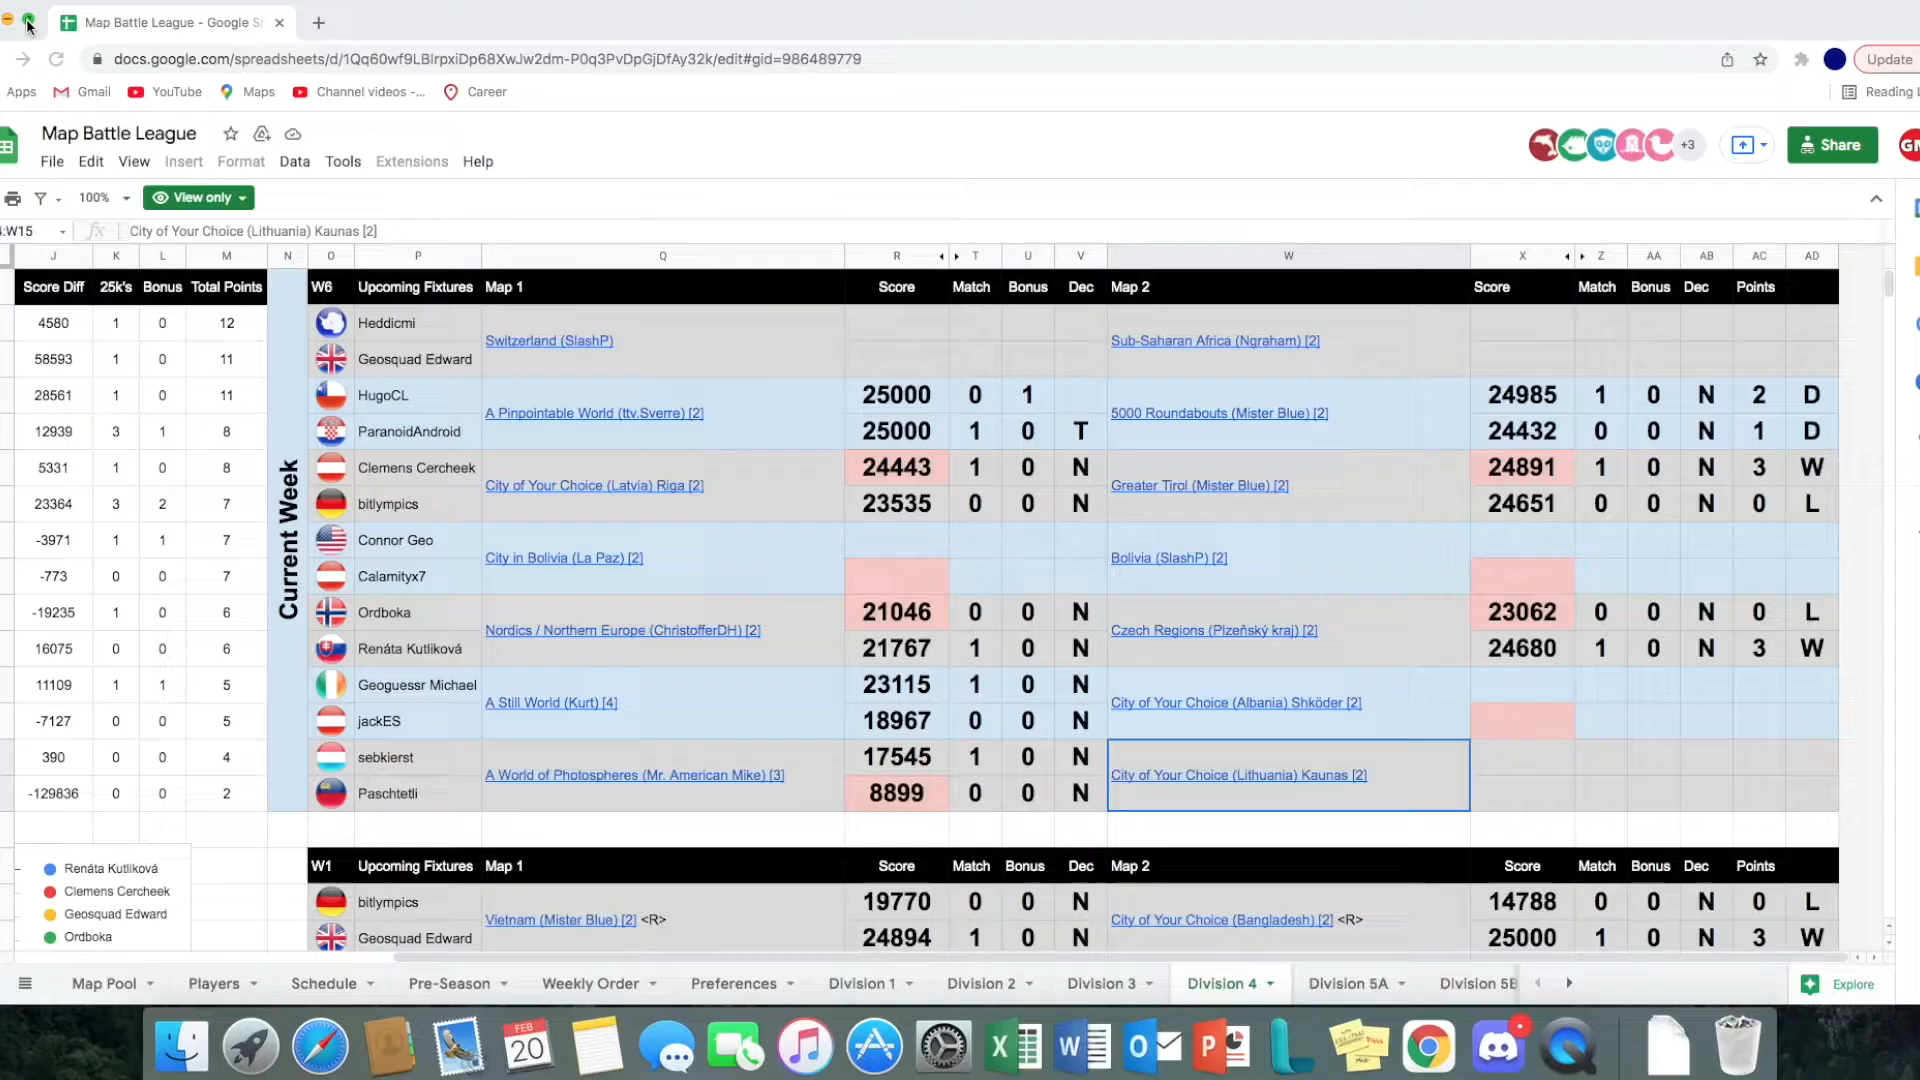 Map Battle League - Google S
docs.google.com/spreadsheets/d/1Qq60wf9LBlrpxiDp68XwJw2dm-P0q3PvDpGjDfAy32k/edit#gid=986489779
Update
Apps Gmail YouTube Maps Channel videos -... Career Reading
Map Battle League
+3
Share
File Edit View Insert Format Data Tools Extensions Help
100% View only
:W15 fx City of Your Choice (Lithuania) Kaunas [2]
J K L M N O P Q R T U V W X Z AA AB AC AD
Score Diff 25k's Bonus Total Points W6 Upcoming Fixtures Map 1 Score Match Bonus Dec Map 2 Score Match Bonus Dec Points
4580 1 0 12 Heddicmi
Switzerland (SlashP) Sub-Saharan Africa (Ngraham) [2]
58593 1 0 11 Geosquad Edward
28561 1 0 11 HugoCL 25000 0 1 24985 1 0 N 2 D
A Pinpointable World (ttv.Sverre) [2] 5000 Roundabouts (Mister Blue) [2]
12939 3 1 8 ParanoidAndroid 25000 1 0 T 24432 0 0 N 1 D
5331 1 0 8 Clemens Cercheek 24443 1 0 N 24891 1 0 N 3 W
City of Your Choice (Latvia) Riga [2] Greater Tirol (Mister Blue) [2]
23364 3 2 7 bitlympics 23535 0 0 N 24651 0 0 N 0 L
Current Week
-3971 1 1 7 Connor Geo
City in Bolivia (La Paz) [2] Bolivia (SlashP) [2]
-773 0 0 7 Calamityx7
-19235 1 0 6 Ordboka 21046 0 0 N 23062 0 0 N 0 L
Nordics / Northern Europe (ChristofferDH) [2] Czech Regions (Plzeňský kraj) [2]
16075 0 0 6 Renáta Kutliková 21767 1 0 N 24680 1 0 N 3 W
11109 1 1 5 Geoguessr Michael 23115 1 0 N
A Still World (Kurt) [4] City of Your Choice (Albania) Shkóder [2]
-7127 0 0 5 jackES 18967 0 0 N
390 0 0 4 sebkierst 17545 1 0 N
A World of Photospheres (Mr. American Mike) [3] City of Your Choice (Lithuania) Kaunas [2]
-129836 0 0 2 Paschtetli 8899 0 0 N
Renáta Kutliková
Clemens Cercheek
Geosquad Edward
Ordboka
W1 Upcoming Fixtures Map 1 Score Match Bonus Dec Map 2 Score Match Bonus Dec Points
bitlympics 19770 0 0 N 14788 0 0 N 0 L
Vietnam (Mister Blue) [2] <R> City of Your Choice (Bangladesh) [2] <R>
Geosquad Edward 24894 1 0 N 25000 1 0 N 3 W
Map Pool Players Schedule Pre-Season Weekly Order Preferences Division 1 Division 2 Division 3 Division 4 Division 5A Division 5B Explore
FEB
20